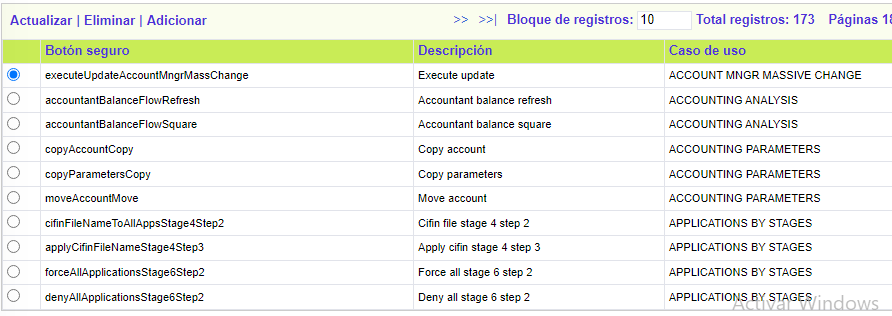 Actualizar | Eliminar | Adicionar >> >>| Bloque de registros: 10 Total registros: 173 Páginas 18
Botón seguro Descripción Caso de uso
executeUpdateAccountMngrMassChange Execute update ACCOUNT MNGR MASSIVE CHANGE
accountantBalanceFlowRefresh Accountant balance refresh ACCOUNTING ANALYSIS
accountantBalanceFlowSquare Accountant balance square ACCOUNTING ANALYSIS
copyAccountCopy Copy account ACCOUNTING PARAMETERS
copyParametersCopy Copy parameters ACCOUNTING PARAMETERS
moveAccountMove Move account ACCOUNTING PARAMETERS
cifinFileNameToAllAppsStage4Step2 Cifin file stage 4 step 2 APPLICATIONS BY STAGES
applyCifinFileNameStage4Step3 Apply cifin stage 4 step 3 APPLICATIONS BY STAGES
forceAllApplicationsStage6Step2 Force all stage 6 step 2 APPLICATIONS BY STAGES
denyAllApplicationsStage6Step2 Deny all stage 6 step 2 APPLICATIONS BY STAGES
Activar Windows